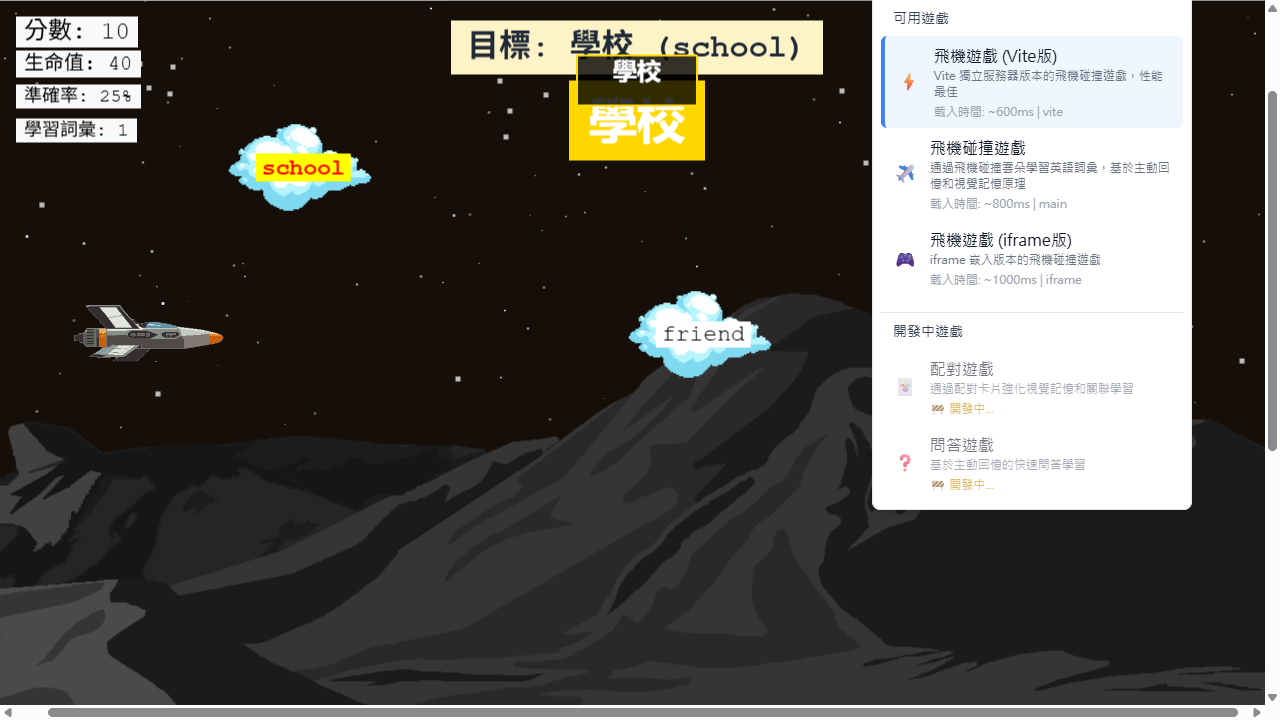 分數: 10
生命值: 40
準確率: 25%
學習詞彙: 1
目標: 學校 (school)
學校
學校
school
friend
可用遊戲
飛機遊戲 (Vite版)
Vite 獨立服務器版本的飛機碰撞遊戲，性能
最佳
載入時間: ~600ms | vite
飛機碰撞遊戲
通過飛機碰撞雲朵學習英語詞彙，基於主動回
憶和視覺記憶原理
載入時間: ~800ms | main
飛機遊戲 (iframe版)
iframe 嵌入版本的飛機碰撞遊戲
載入時間: ~1000ms | iframe
開發中遊戲
配對遊戲
通過配對卡片強化視覺記憶和關聯學習
開發中...
問答遊戲
基於主動回憶的快速問答學習
開發中...